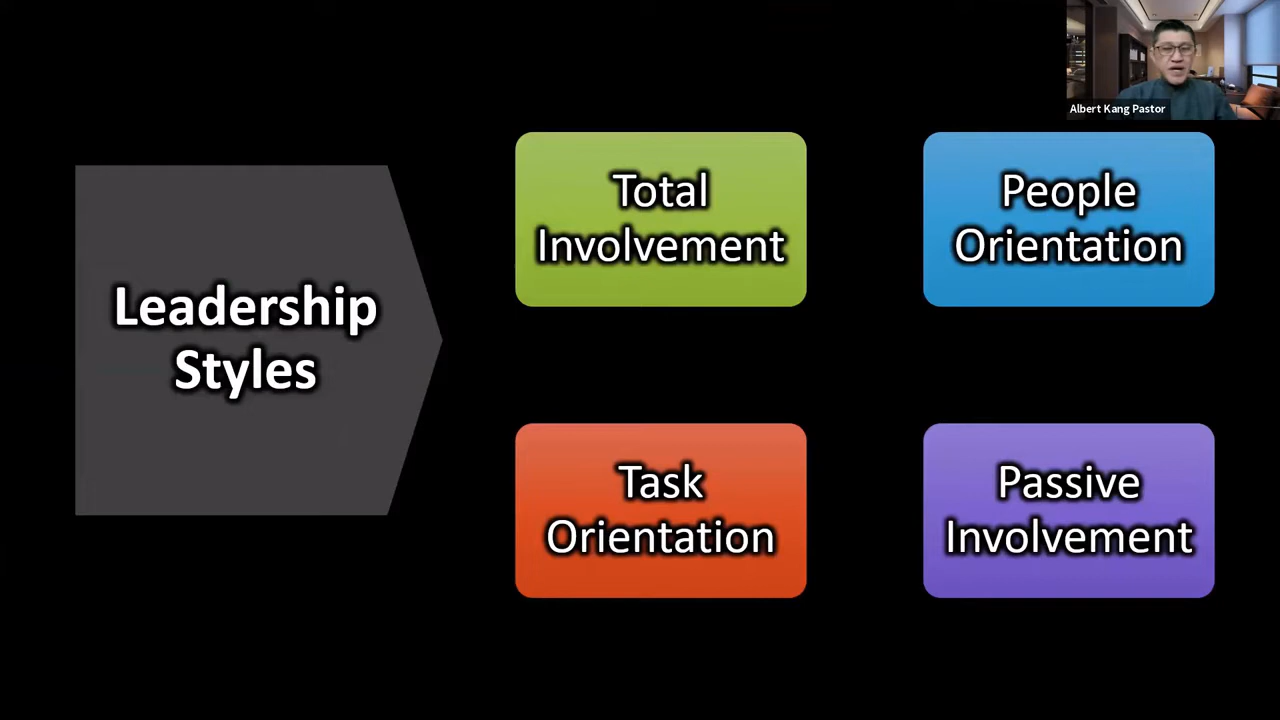 Albert Kang Pastor
Leadership
Styles
Total
Involvement
People
Orientation
Task
Orientation
Passive
Involvement